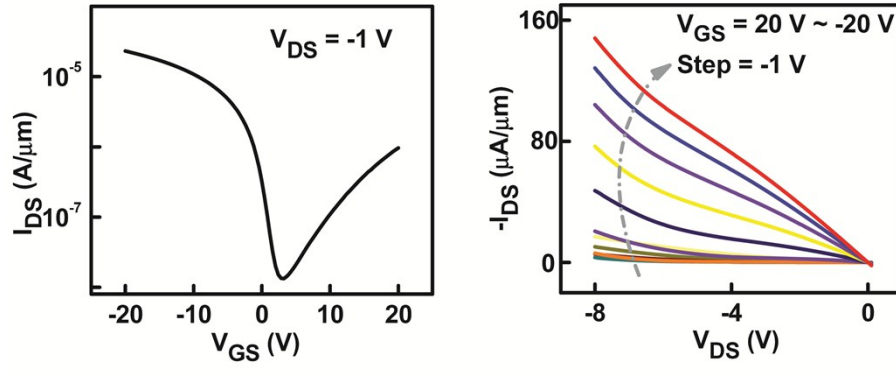 V_DS = -1 V
10⁻⁵
10⁻⁷
I_DS (A/μm)
-20 -10 0 10 20
V_GS (V)
V_GS = 20 V ~ -20 V
Step = -1 V
160
80
0
-I_DS (μA/μm)
-8 -4 0
V_DS (V)